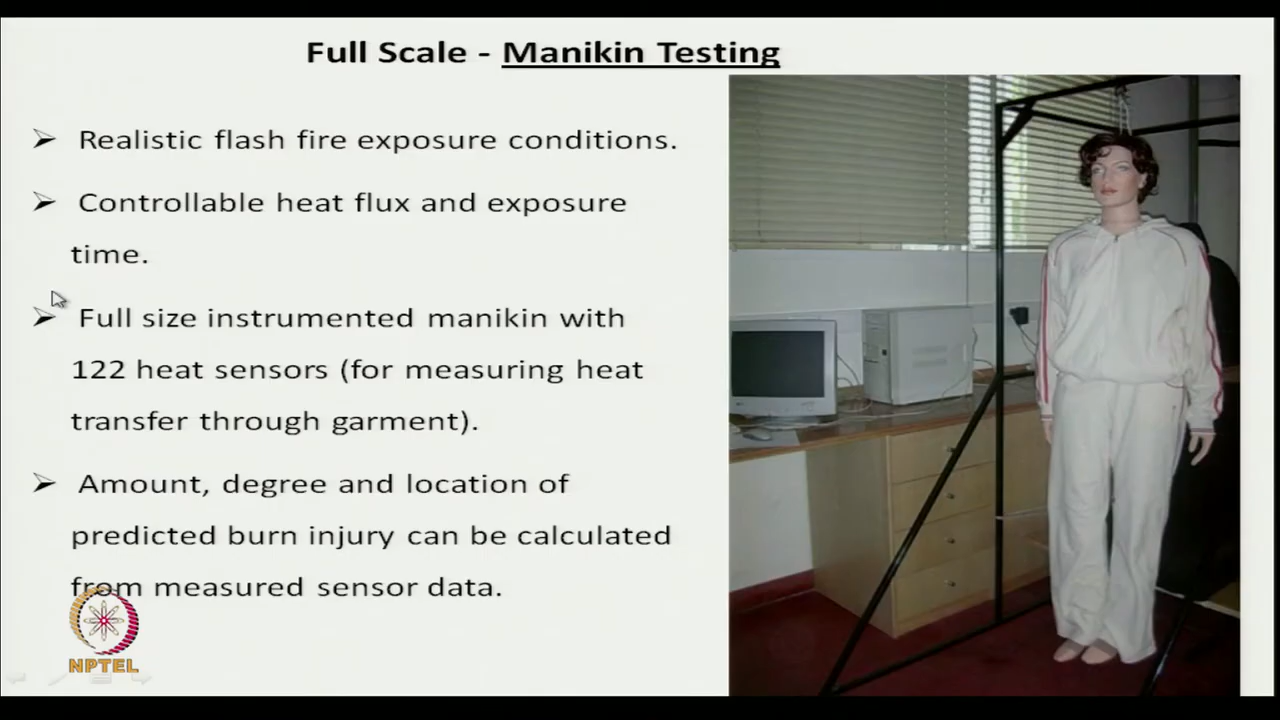 Full Scale - Manikin Testing
➢ Realistic flash fire exposure conditions.
➢ Controllable heat flux and exposure
time.
➢ Full size instrumented manikin with
122 heat sensors (for measuring heat
transfer through garment).
➢ Amount, degree and location of
predicted burn injury can be calculated
from measured sensor data.
NPTEL